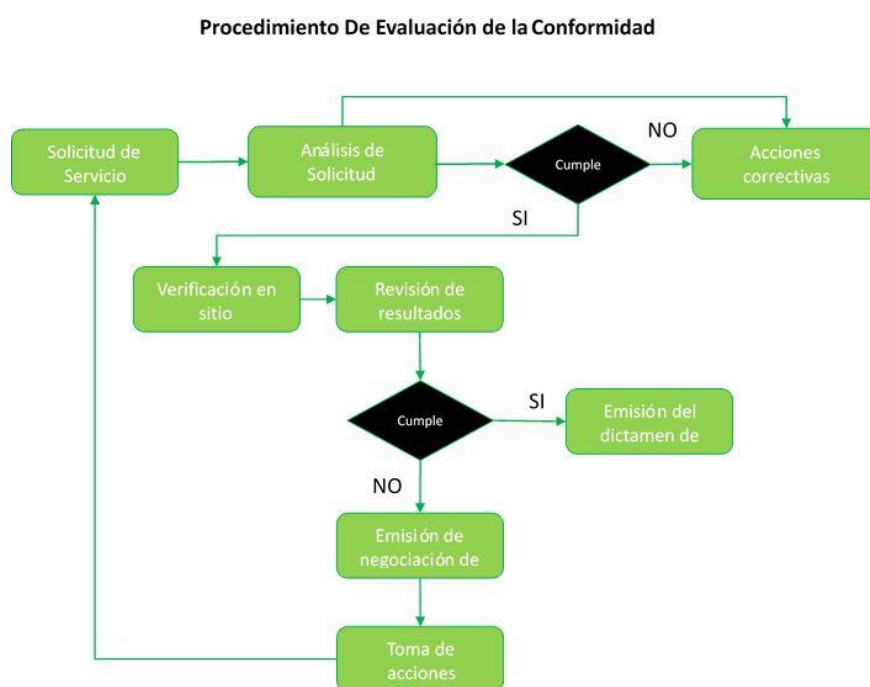 Procedimiento De Evaluación de la Conformidad
Solicitud de
Servicio
Análisis de
Solicitud
Cumple
NO
Acciones
correctivas
SI
Verificación en
sitio
Revisión de
resultados
Cumple
SI
Emisión del
dictamen de
NO
Emisión de
negociación de
Toma de
acciones